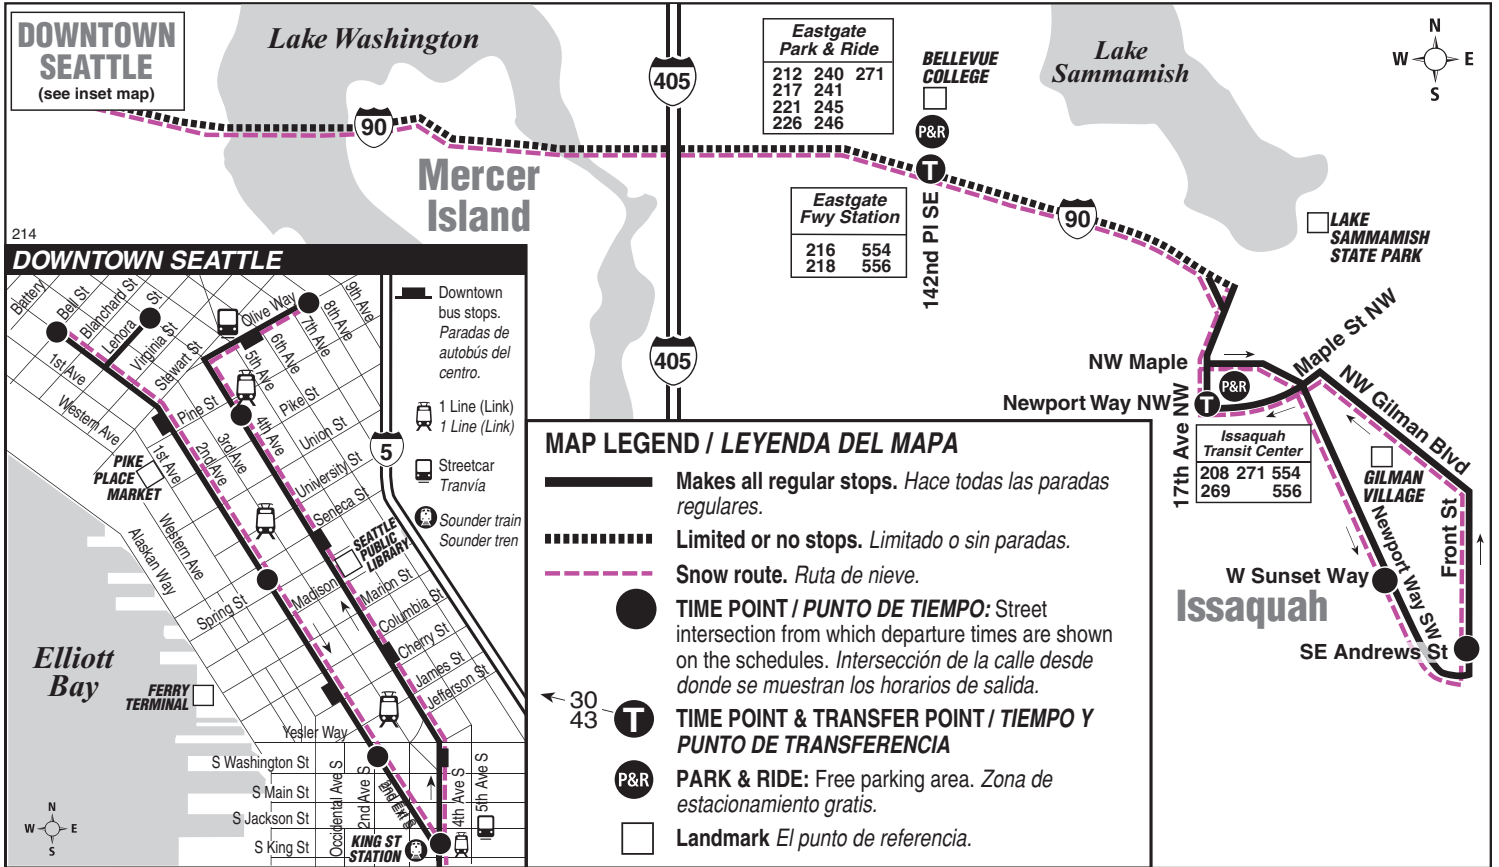 DOWNTOWN
SEATTLE
(see inset map)
Lake Washington
90
Mercer
Island
405
405
Eastgate
Park & Ride
212 240 271
217 241
221 245
226 246
BELLEVUE
COLLEGE
P&R
T
Eastgate
Fwy Station
216 554
218 556
142nd Pl SE
Lake
Sammamish
N
W E
S
90
LAKE
SAMMAMISH
STATE PARK
NW Maple
Maple St NW
P&R
Newport Way NW
T
17th Ave NW
Issaquah
Transit Center
208 271 554
269 556
NW Gilman Blvd
GILMAN
VILLAGE
Front St
Newport Way SW
W Sunset Way
Issaquah
SE Andrews St
214
DOWNTOWN SEATTLE
Battery
Bell St
Blanchard St
Lenora
St
Virginia St
Stewart St
Olive Way
9th Ave
8th Ave
7th Ave
6th Ave
5th Ave
4th Ave
3rd Ave
2nd Ave
1st Ave
1st Ave
Western Ave
Western Ave
Alaskan Way
Pine St
Pike St
Union St
University St
Seneca St
Spring St
Madison
Marion St
Columbia St
Cherry St
James St
Jefferson St
Yesler Way
S Washington St
S Main St
S Jackson St
S King St
Occidental Ave S
2nd Ave S
4th Ave S
5th Ave S
PIKE
PLACE
MARKET
SEATTLE
PUBLIC
LIBRARY
Elliott
Bay
FERRY
TERMINAL
KING ST
STATION
N
W E
S
5
Downtown
bus stops.
Paradas de
autobús del
centro.
1 Line (Link)
1 Line (Link)
Streetcar
Tranvía
Sounder train
Sounder tren
MAP LEGEND / LEYENDA DEL MAPA
Makes all regular stops. Hace todas las paradas
regulares.
Limited or no stops. Limitado o sin paradas.
Snow route. Ruta de nieve.
TIME POINT / PUNTO DE TIEMPO: Street
intersection from which departure times are shown
on the schedules. Intersección de la calle desde
donde se muestran los horarios de salida.
30
43
T
TIME POINT & TRANSFER POINT / TIEMPO Y
PUNTO DE TRANSFERENCIA
P&R
PARK & RIDE: Free parking area. Zona de
estacionamiento gratis.
Landmark El punto de referencia.